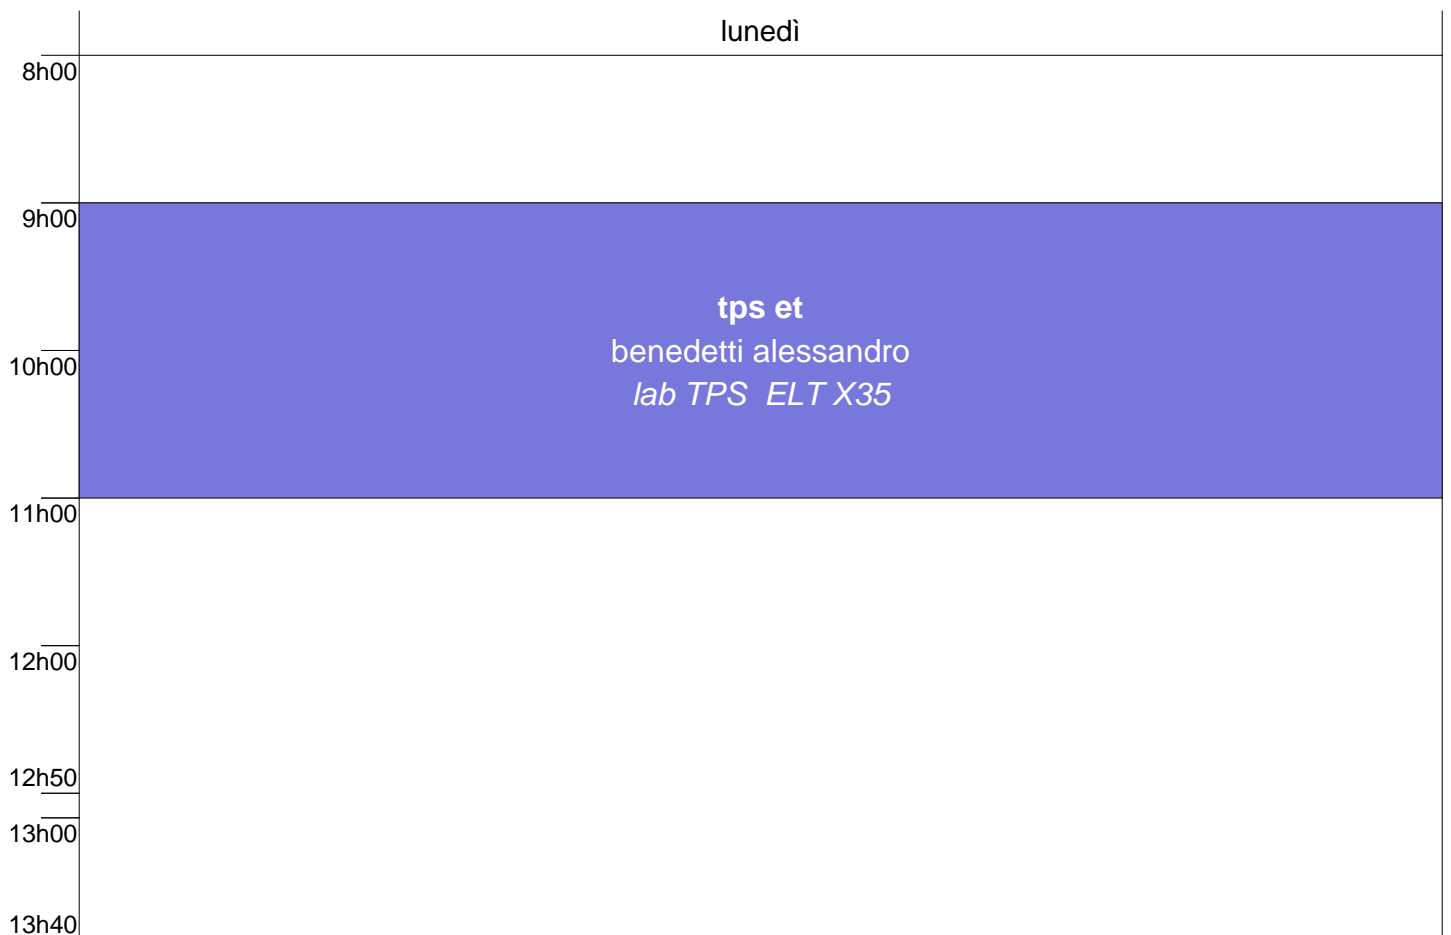 lunedì
8h00
9h00
tps et
benedetti alessandro
10h00
lab TPS  ELT X35
11h00
12h00
12h50
13h00
13h40